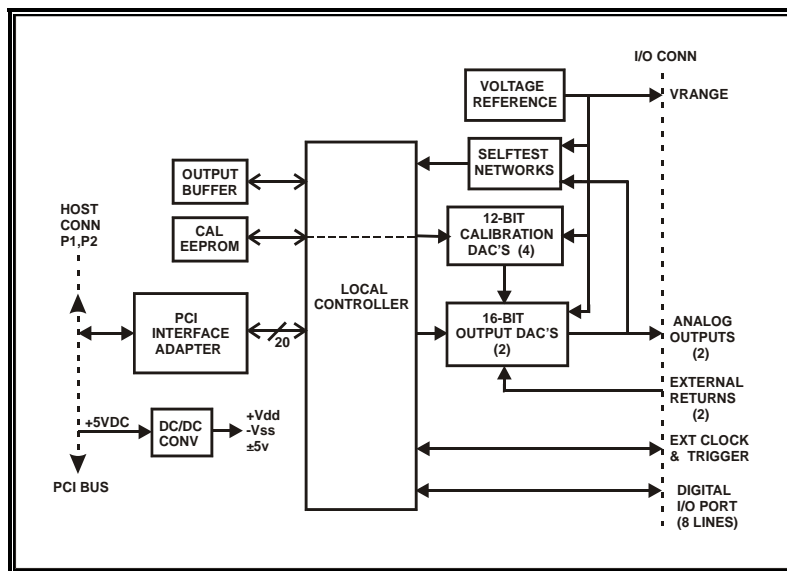 I/O CONN
VOLTAGE
REFERENCE
VRANGE
SELFTEST
NETWORKS
OUTPUT
BUFFER
HOST
CONN
P1,P2
CAL
EEPROM
12-BIT
CALIBRATION
DAC'S (4)
LOCAL
CONTROLLER
PCI
INTERFACE
ADAPTER
20
16-BIT
OUTPUT DAC'S
(2)
ANALOG
OUTPUTS
(2)
EXTERNAL
RETURNS
(2)
+5VDC
DC/DC
CONV
+Vdd
-Vss
±5v
EXT CLOCK
& TRIGGER
PCI BUS
DIGITAL
I/O PORT
(8 LINES)